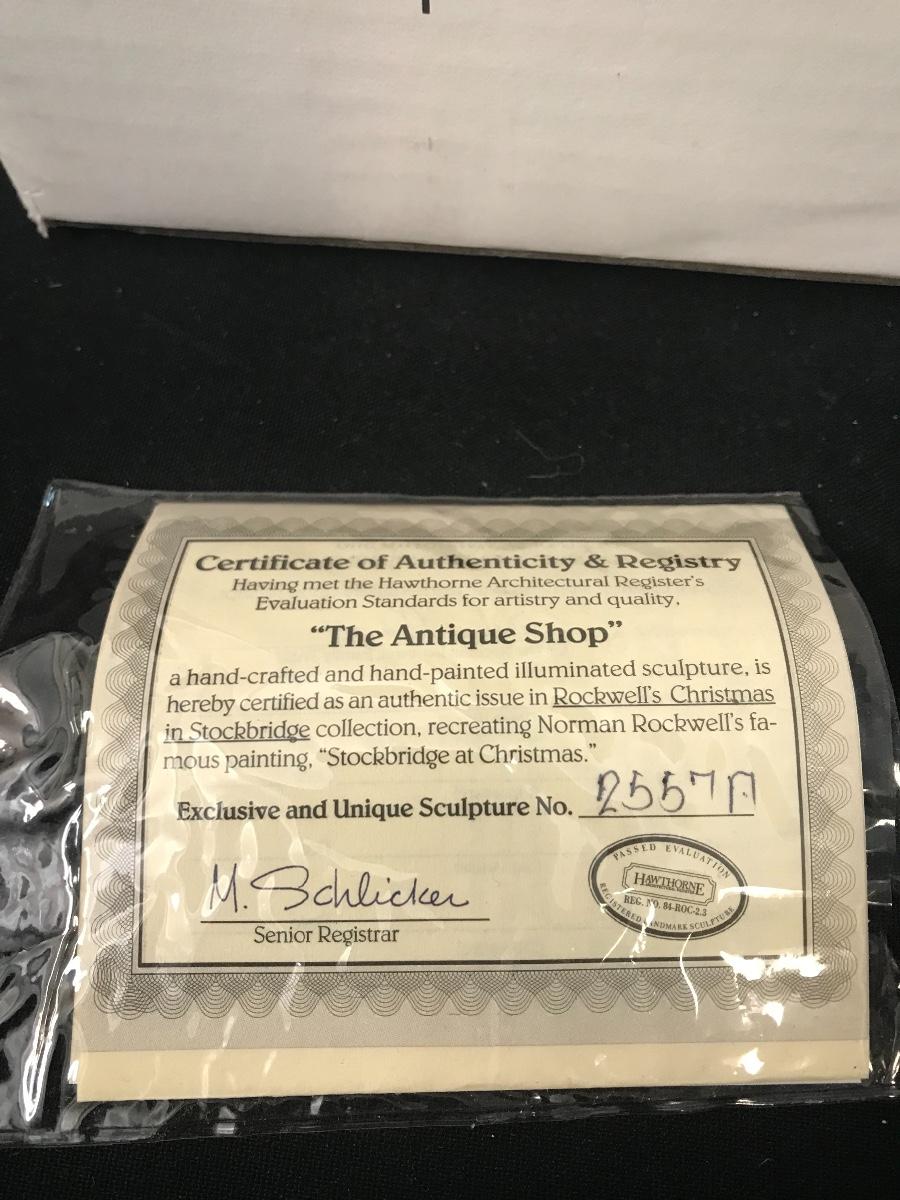 Certificate of Authenticity & Registry
Having met the Hawthorne Architectural Register's
Evaluation Standards for artistry and quality,
"The Antique Shop"
a hand-crafted and hand-painted illuminated sculpture, is
hereby certified as an authentic issue in Rockwell's Christmas
in Stockbridge collection, recreating Norman Rockwell's fa-
mous painting, "Stockbridge at Christmas."
Exclusive and Unique Sculpture No. 2557A
M. Schlicker
Senior Registrar
PASSED EVALUATION
HAWTHORNE
REG. NO. 84-ROC-2.3
REGISTERED LANDMARK SCULPTURE